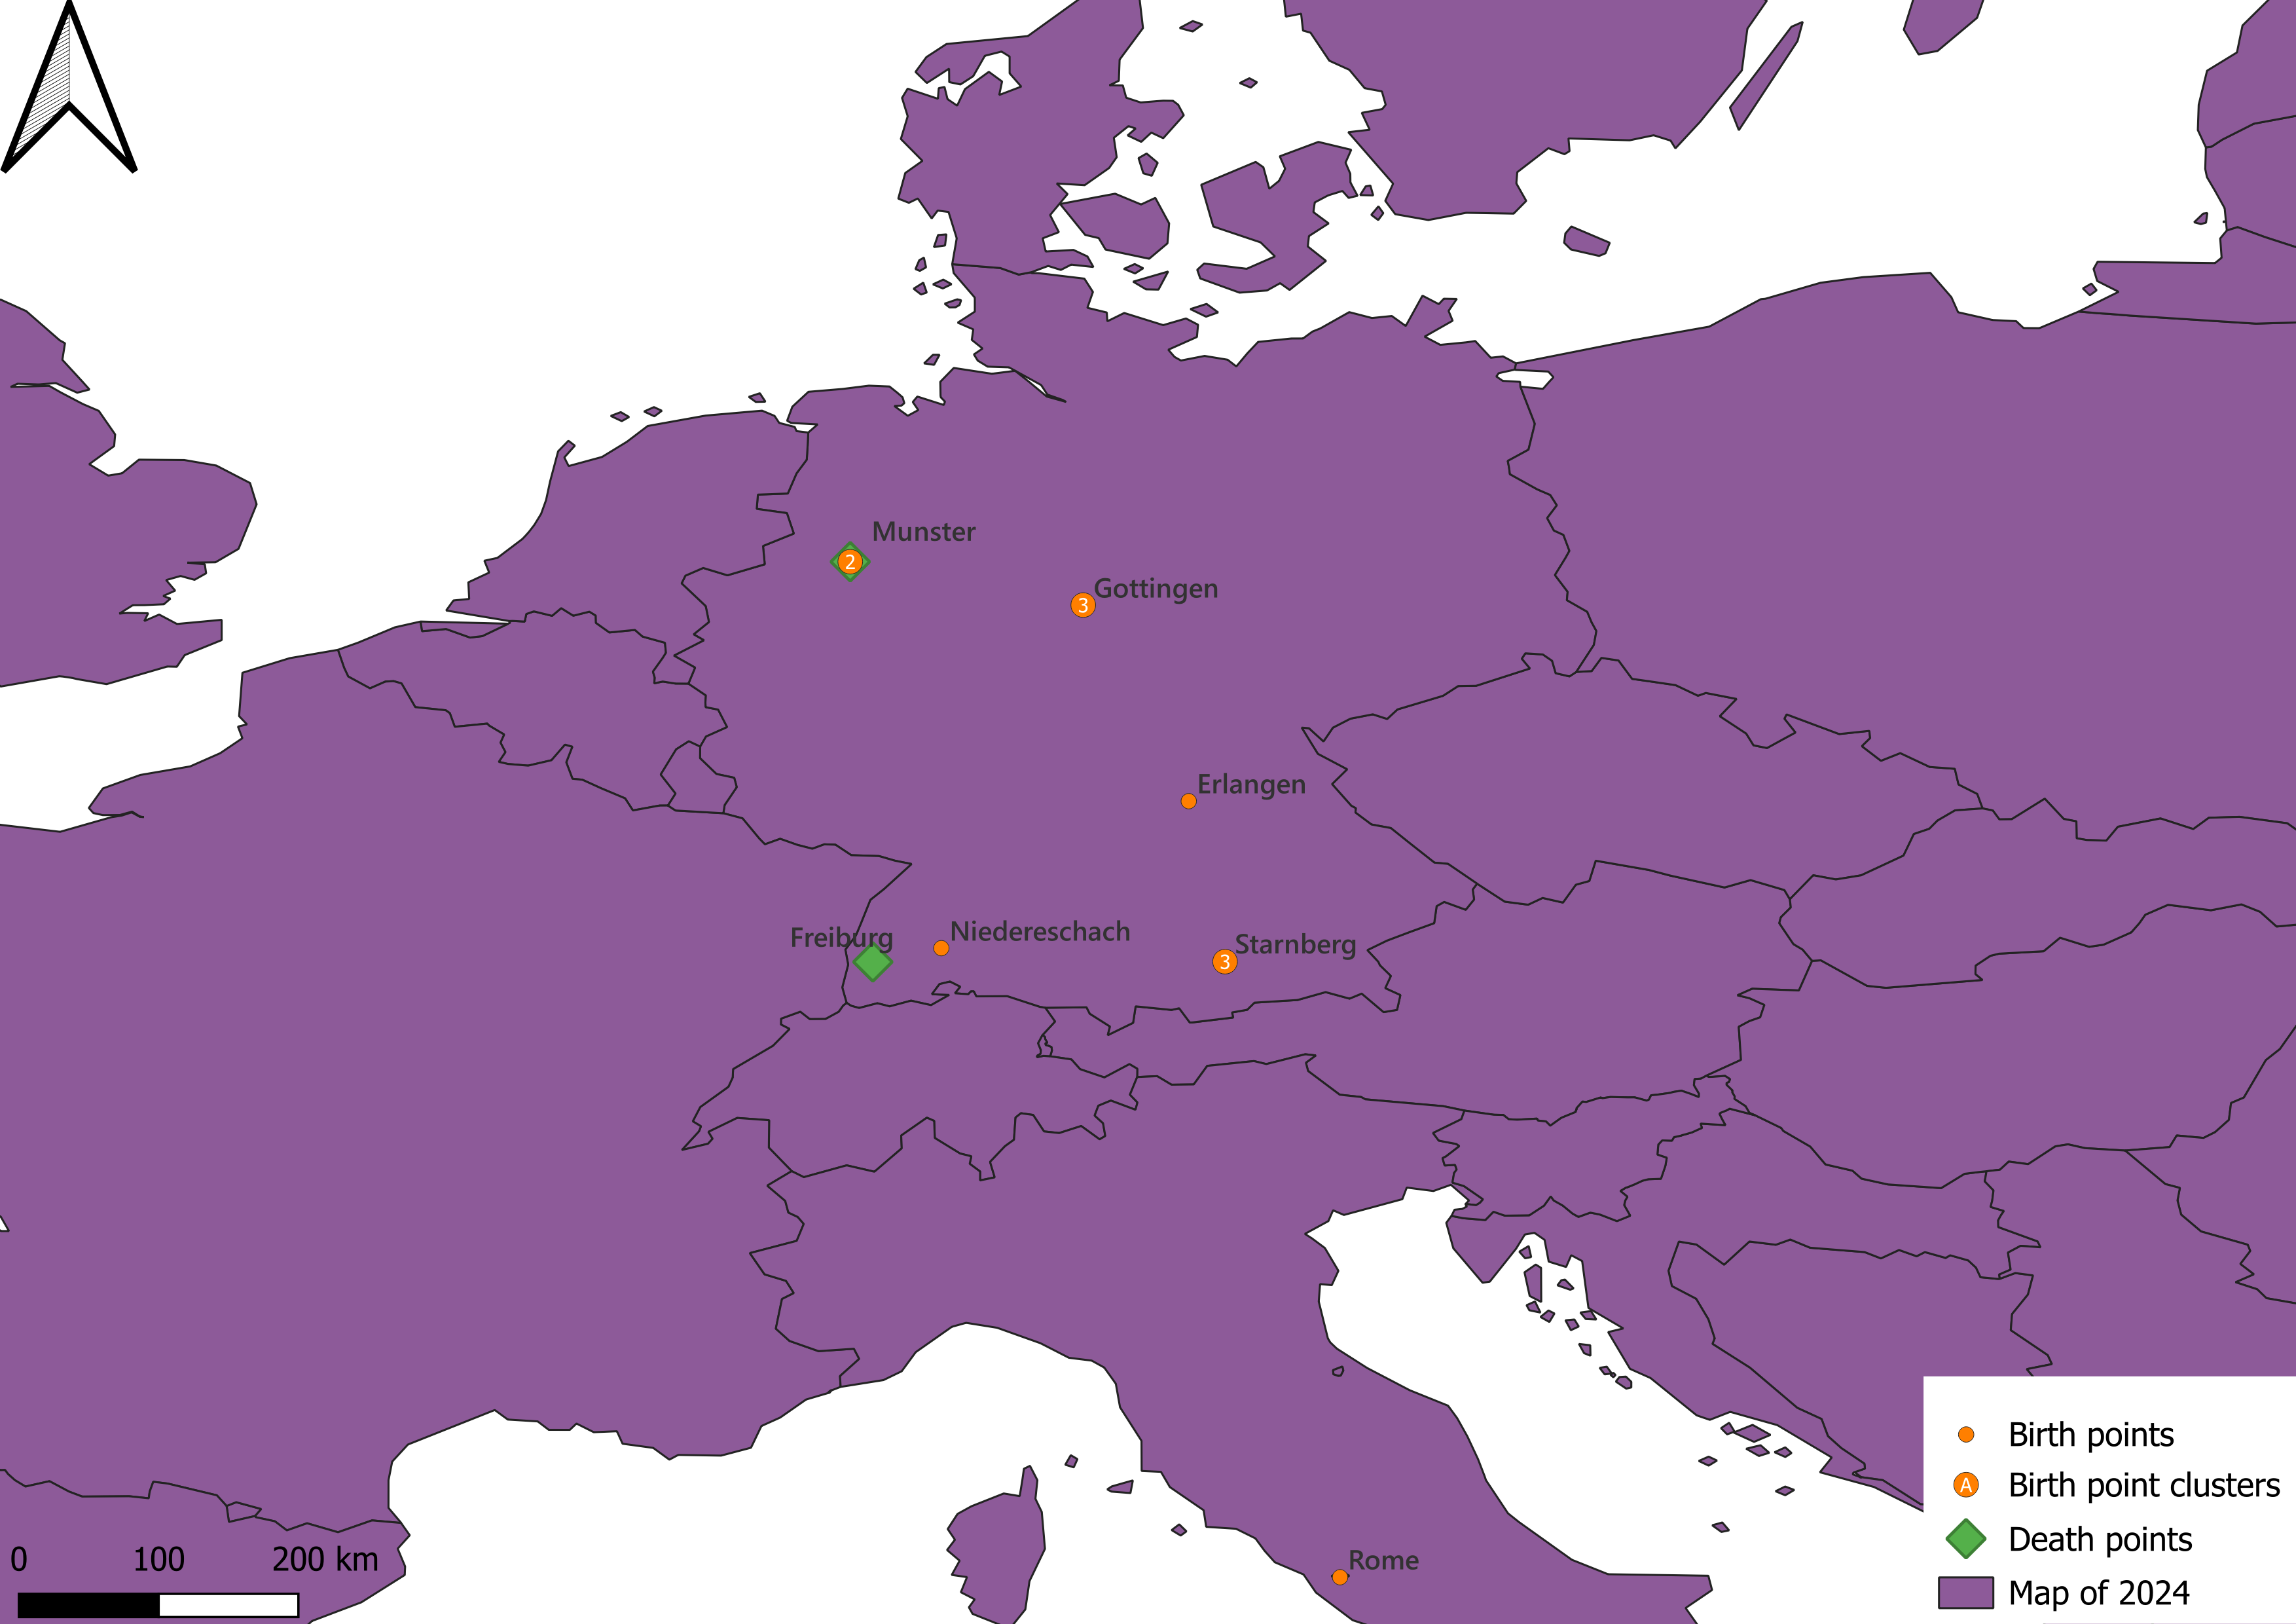 Munster
2
Gottingen
3
Erlangen
Freiburg
Niedereschach
Starnberg
3
Rome
Birth points
A Birth point clusters
Death points
Map of 2024
0 100 200 km